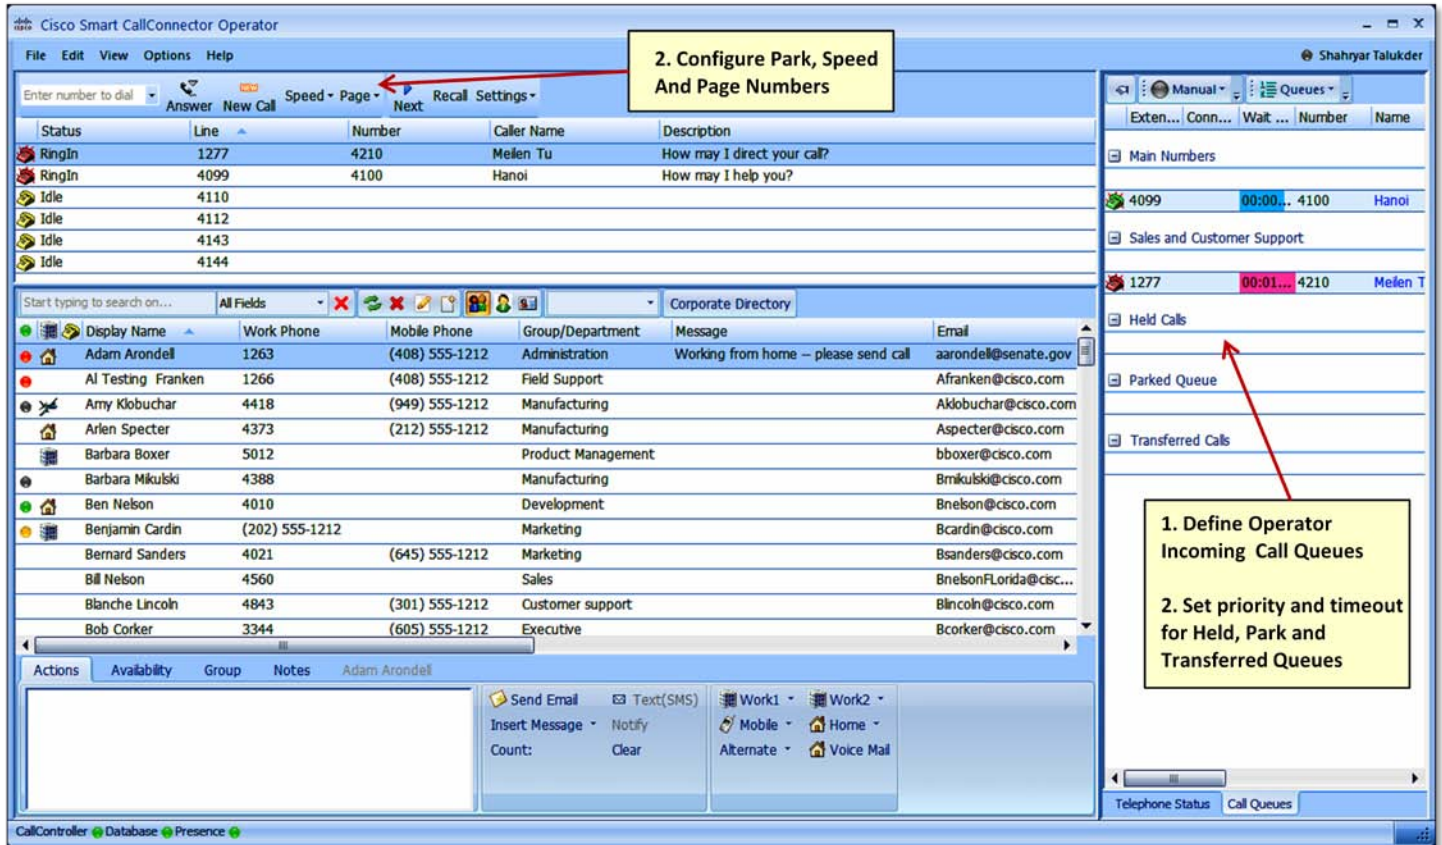 Cisco Smart CallConnector Operator
File Edit View Options Help
Shahryar Talukder
2. Configure Park, Speed
And Page Numbers
Enter number to dial Answer New Call Speed Page Next Recall Settings
Manual Queues
Status Line Number Caller Name Description
RingIn 1277 4210 Meilen Tu How may I direct your call?
RingIn 4099 4100 Hanoi How may I help you?
Idle 4110
Idle 4112
Idle 4143
Idle 4144
Exten... Conn... Wait ... Number Name
Main Numbers
4099 00:00... 4100 Hanoi
Sales and Customer Support
1277 00:01... 4210 Meilen T
Held Calls
Parked Queue
Transferred Calls
Start typing to search on... All Fields Corporate Directory
Display Name Work Phone Mobile Phone Group/Department Message Email
Adam Arondell 1263 (408) 555-1212 Administration Working from home -- please send call aarondell@senate.gov
Al Testing Franken 1266 (408) 555-1212 Field Support Afranken@cisco.com
Amy Klobuchar 4418 (949) 555-1212 Manufacturing Aklobuchar@cisco.com
Arlen Specter 4373 (212) 555-1212 Manufacturing Aspecter@cisco.com
Barbara Boxer 5012 Product Management bboxer@cisco.com
Barbara Mikulski 4388 Manufacturing Bmikulski@cisco.com
Ben Nelson 4010 Development Bnelson@cisco.com
Benjamin Cardin (202) 555-1212 Marketing Bcardin@cisco.com
Bernard Sanders 4021 (645) 555-1212 Marketing Bsanders@cisco.com
Bill Nelson 4560 Sales BnelsonFLorida@cisc...
Blanche Lincoln 4843 (301) 555-1212 Customer support Blincoln@cisco.com
Bob Corker 3344 (605) 555-1212 Executive Bcorker@cisco.com
1. Define Operator
Incoming Call Queues
2. Set priority and timeout
for Held, Park and
Transferred Queues
Actions Availability Group Notes Adam Arondell
Send Email Text(SMS) Work1 Work2
Insert Message Notify Mobile Home
Count: Clear Alternate Voice Mail
Telephone Status Call Queues
CallController Database Presence